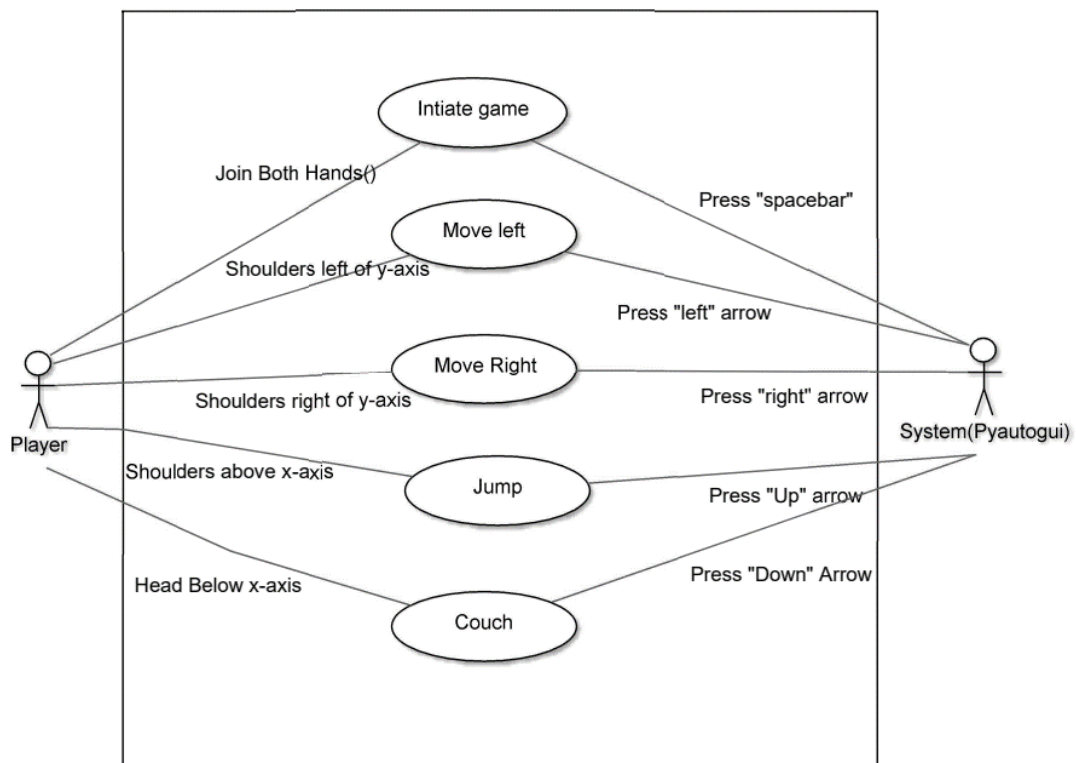 Intiate game
Join Both Hands()
Press "spacebar"
Move left
Shoulders left of y-axis
Press "left" arrow
Move Right
Shoulders right of y-axis
Press "right" arrow
Player
System(Pyautogui)
Shoulders above x-axis
Jump
Press "Up" arrow
Head Below x-axis
Press "Down" Arrow
Couch